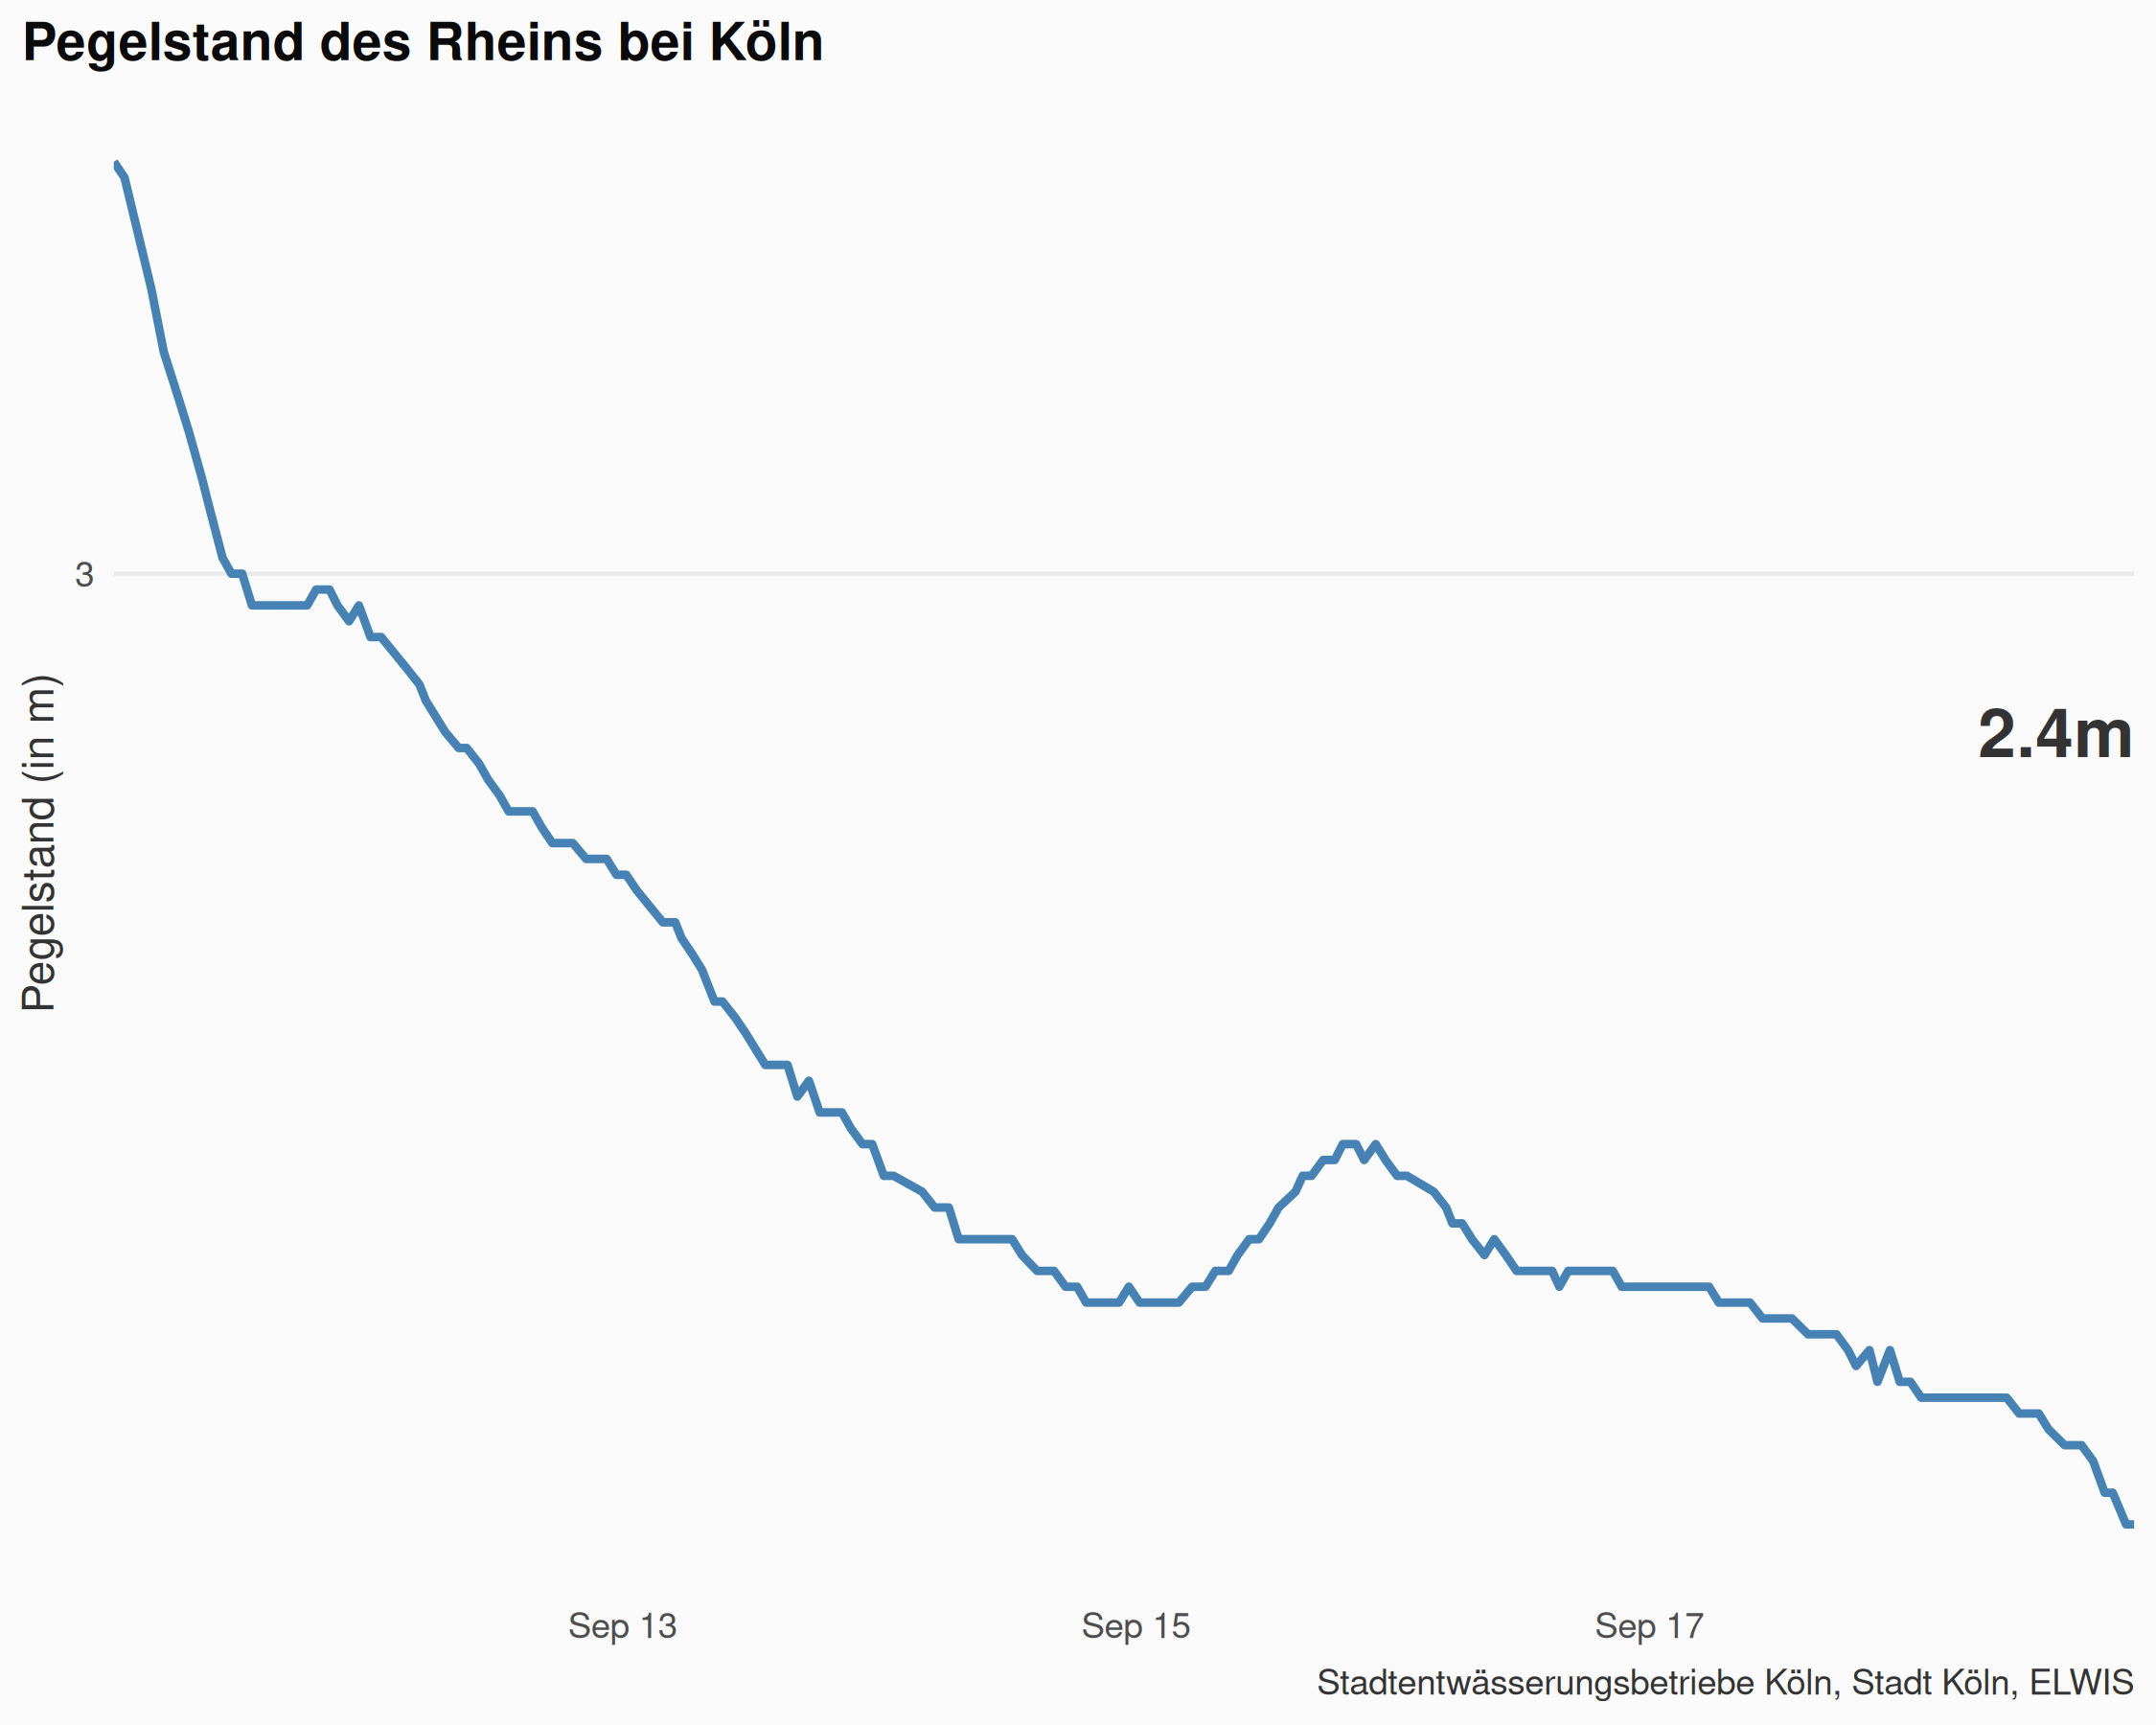 Pegelstand des Rheins bei Köln
3
2.4m
Pegelstand (in m)
Sep 13
Sep 15
Sep 17
Stadtentwässerungsbetriebe Köln, Stadt Köln, ELWIS